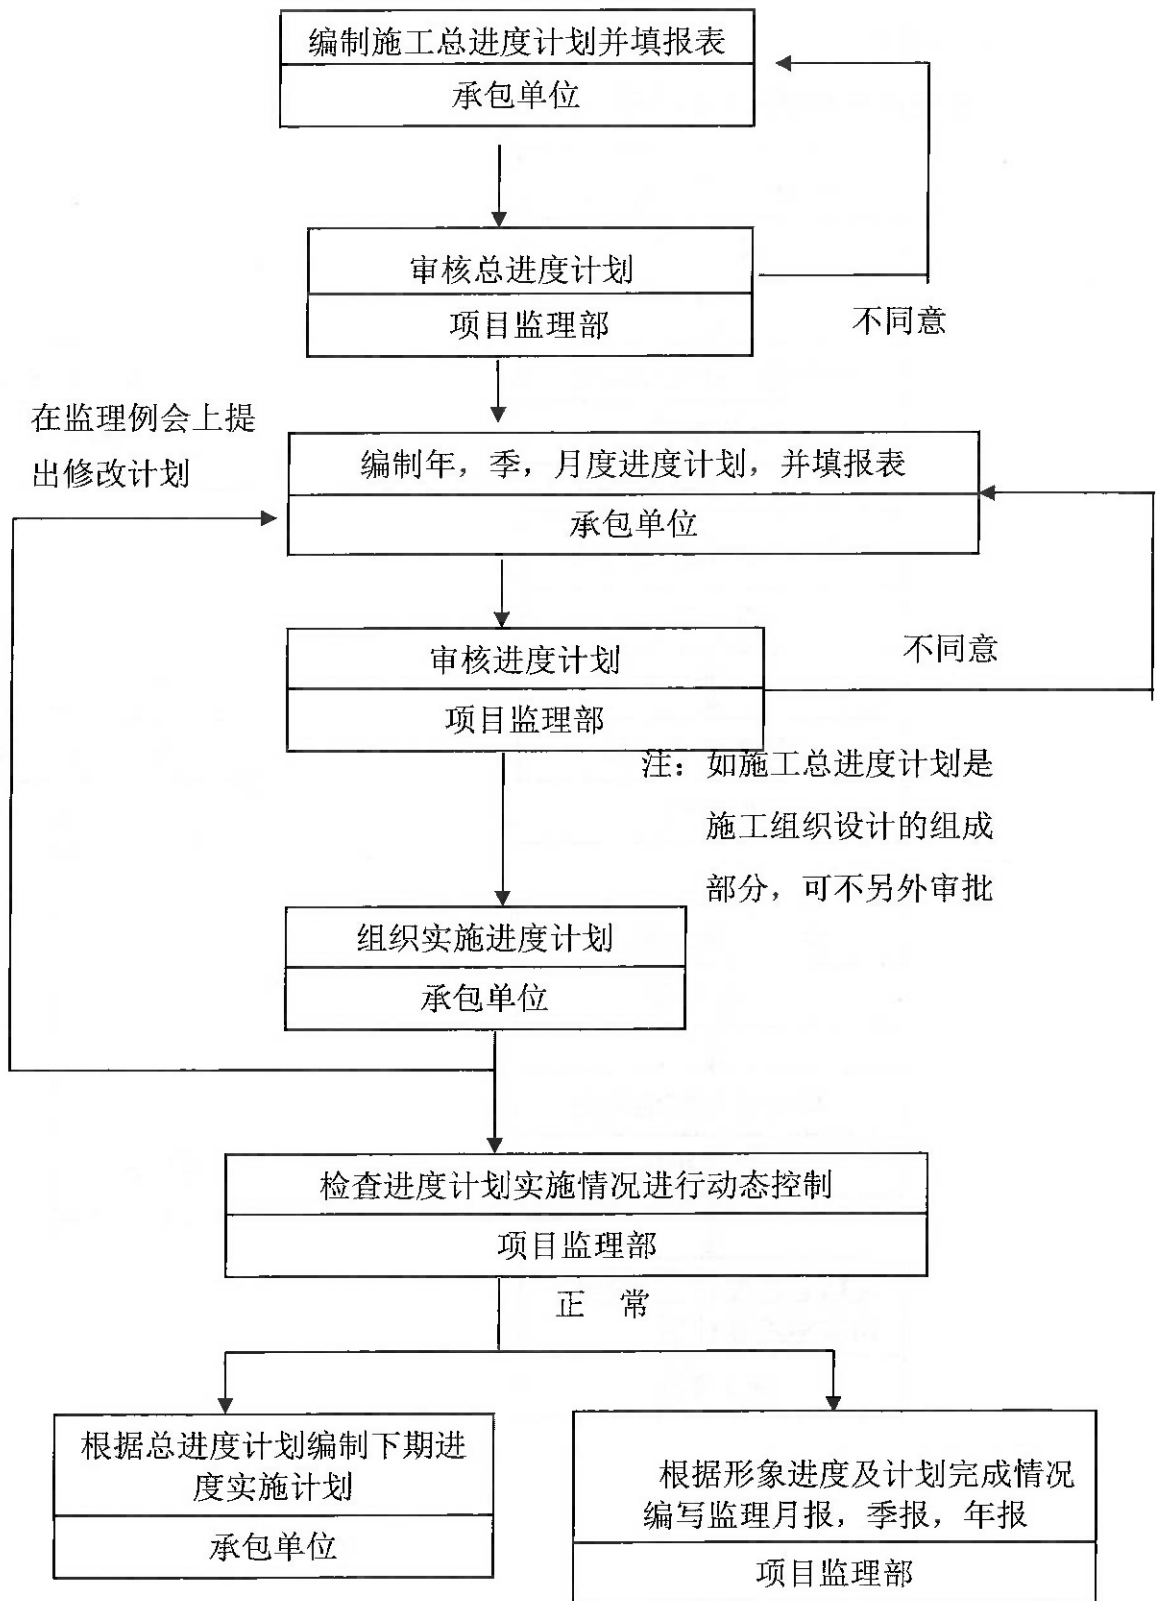 编制施工总进度计划并填报表
承包单位
审核总进度计划
项目监理部
不同意
在监理例会上提
出修改计划
编制年，季，月度进度计划，并填报表
承包单位
审核进度计划
项目监理部
不同意
注：如施工总进度计划是
施工组织设计的组成
部分，可不另外审批
组织实施进度计划
承包单位
检查进度计划实施情况进行动态控制
项目监理部
正 常
根据总进度计划编制下期进
度实施计划
承包单位
根据形象进度及计划完成情况
编写监理月报，季报，年报
项目监理部